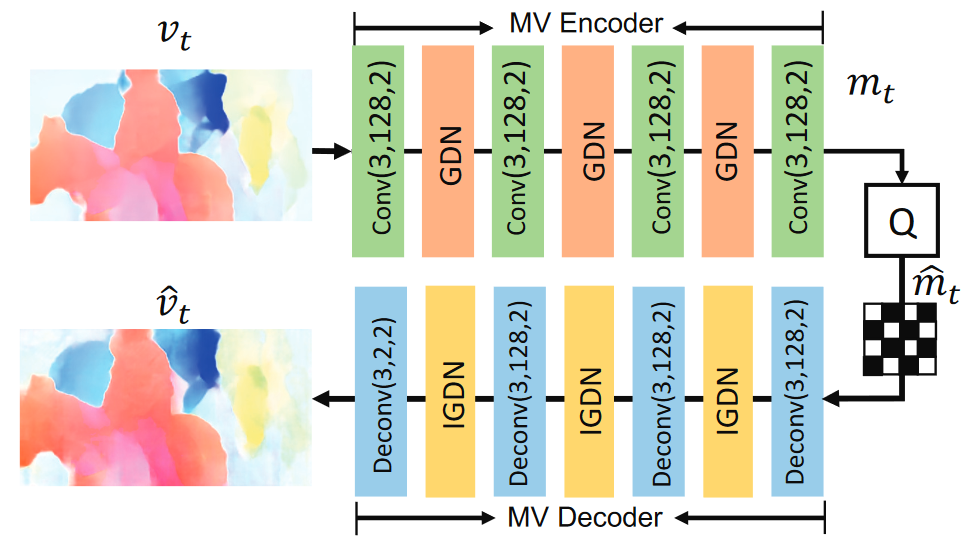 MV Encoder
v_t
Conv(3,128,2)
GDN
Conv(3,128,2)
GDN
Conv(3,128,2)
GDN
Conv(3,128,2)
m_t
Q
m̂_t
v̂_t
Deconv(3,2,2)
IGDN
Deconv(3,128,2)
IGDN
Deconv(3,128,2)
IGDN
Deconv(3,128,2)
MV Decoder